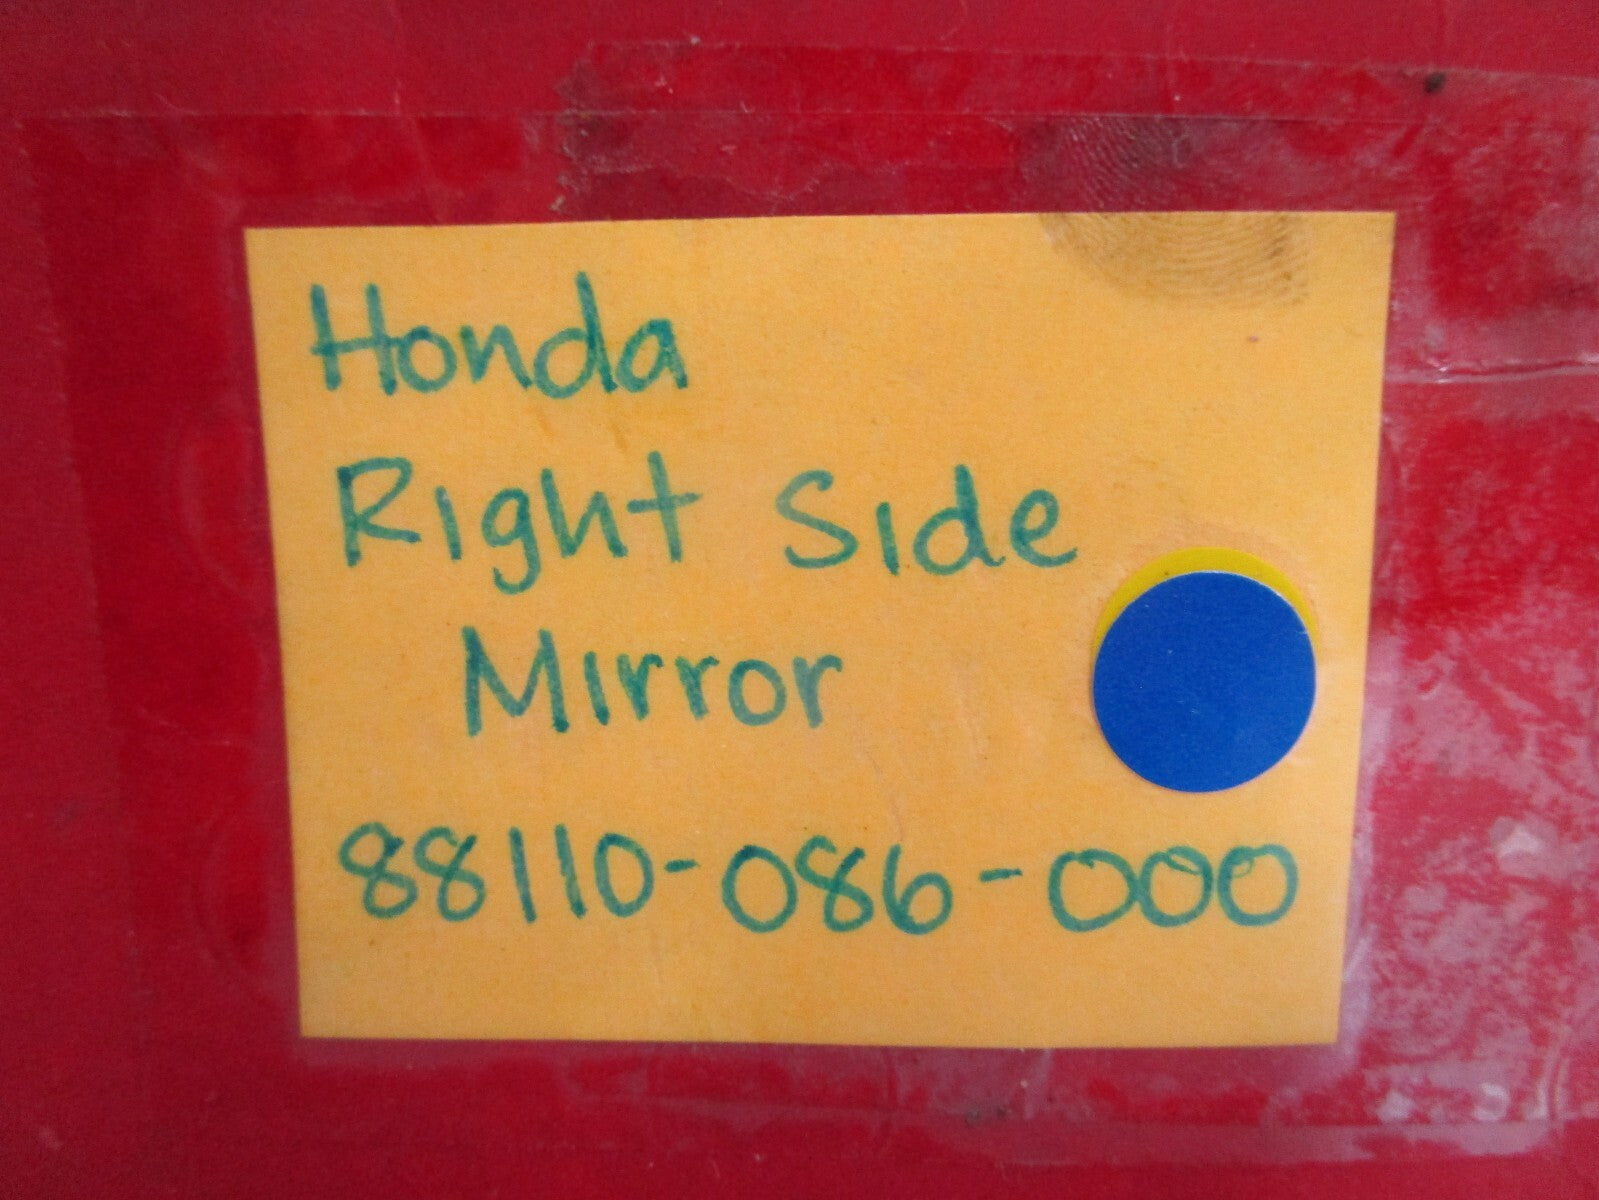 Honda
Right Side
Mirror
88110-086-000